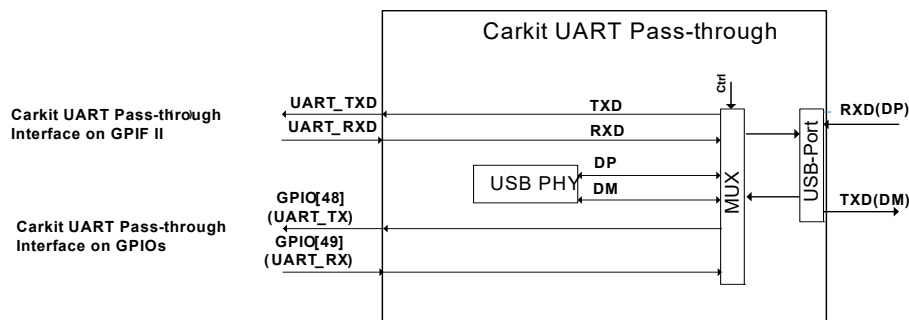 Carkit UART Pass-through
Ctrl
UART_TXD
TXD
RXD(DP)
Carkit UART Pass-through
Interface on GPIF II
UART_RXD
RXD
USB-Port
MUX
DP
USB PHY
DM
TXD(DM)
GPIO[48]
(UART_TX)
Carkit UART Pass-through
Interface on GPIOs
GPIO[49]
(UART_RX)